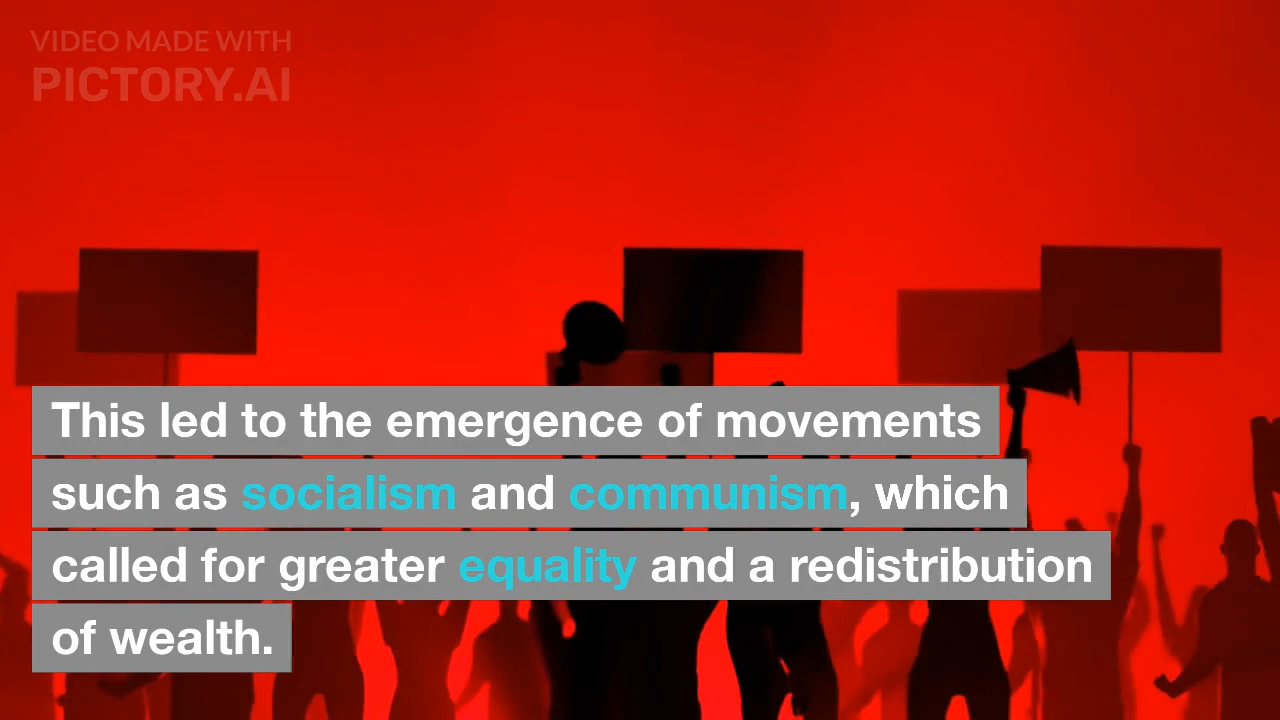 VIDEO MADE WITH
PICTORY.AI
This led to the emergence of movements
such as socialism and communism, which
called for greater equality and a redistribution
of wealth.